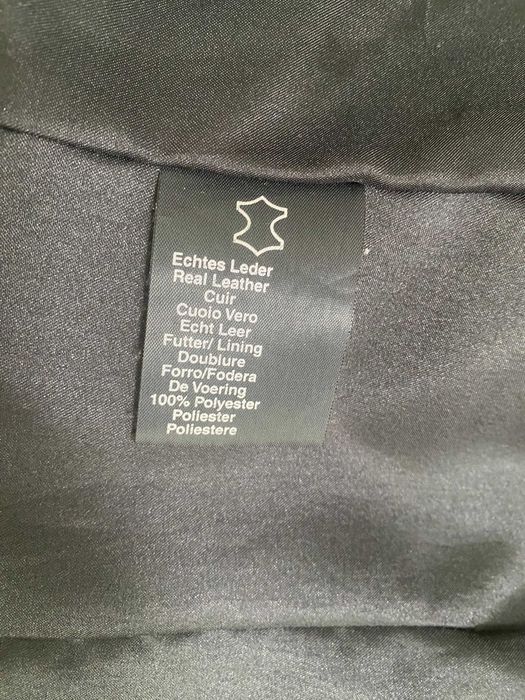 Echtes Leder
Real Leather
Cuir
Cuoio Vero
Echt Leer
Futter/ Lining
Doublure
Forro/Fodera
De Voering
100% Polyester
Poliester
Poliestere